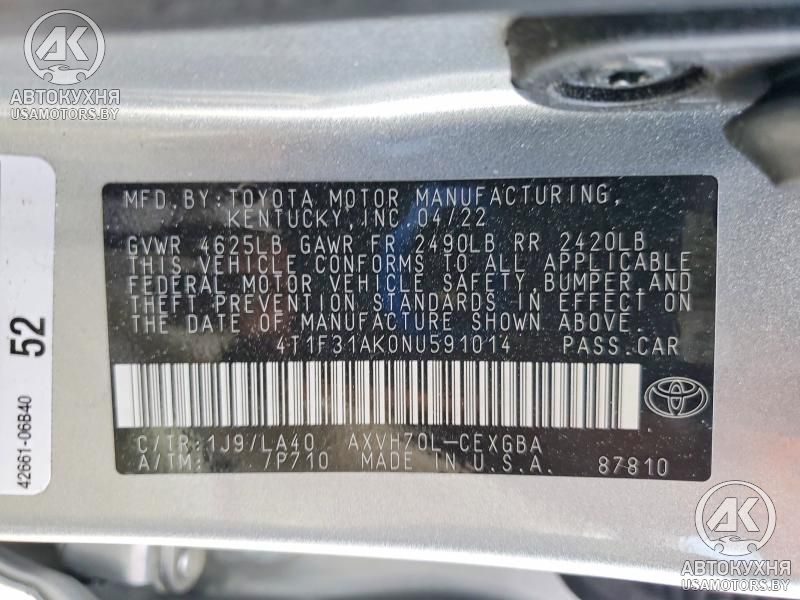 AK
АВТОКУХНЯ
USAMOTORS.BY
MFD. BY: TOYOTA MOTOR MANUFACTURING,
KENTUCKY, INC 04/22
GVWR 4625LB GAWR FR 2490LB RR 2420LB
THIS VEHICLE CONFORMS TO ALL APPLICABLE
FEDERAL MOTOR VEHICLE SAFETY, BUMPER, AND
THEFT PREVENTION STANDARDS IN EFFECT ON
THE DATE OF MANUFACTURE SHOWN ABOVE.
4T1F31AK0NU591014 PASS. CAR
C/TR: 1J9/LA40 AXVH70L-CEXGBA
A/TM: /P710 MADE IN U.S.A. 87810
52
42661-06B40
AK
АВТОКУХНЯ
USAMOTORS.BY